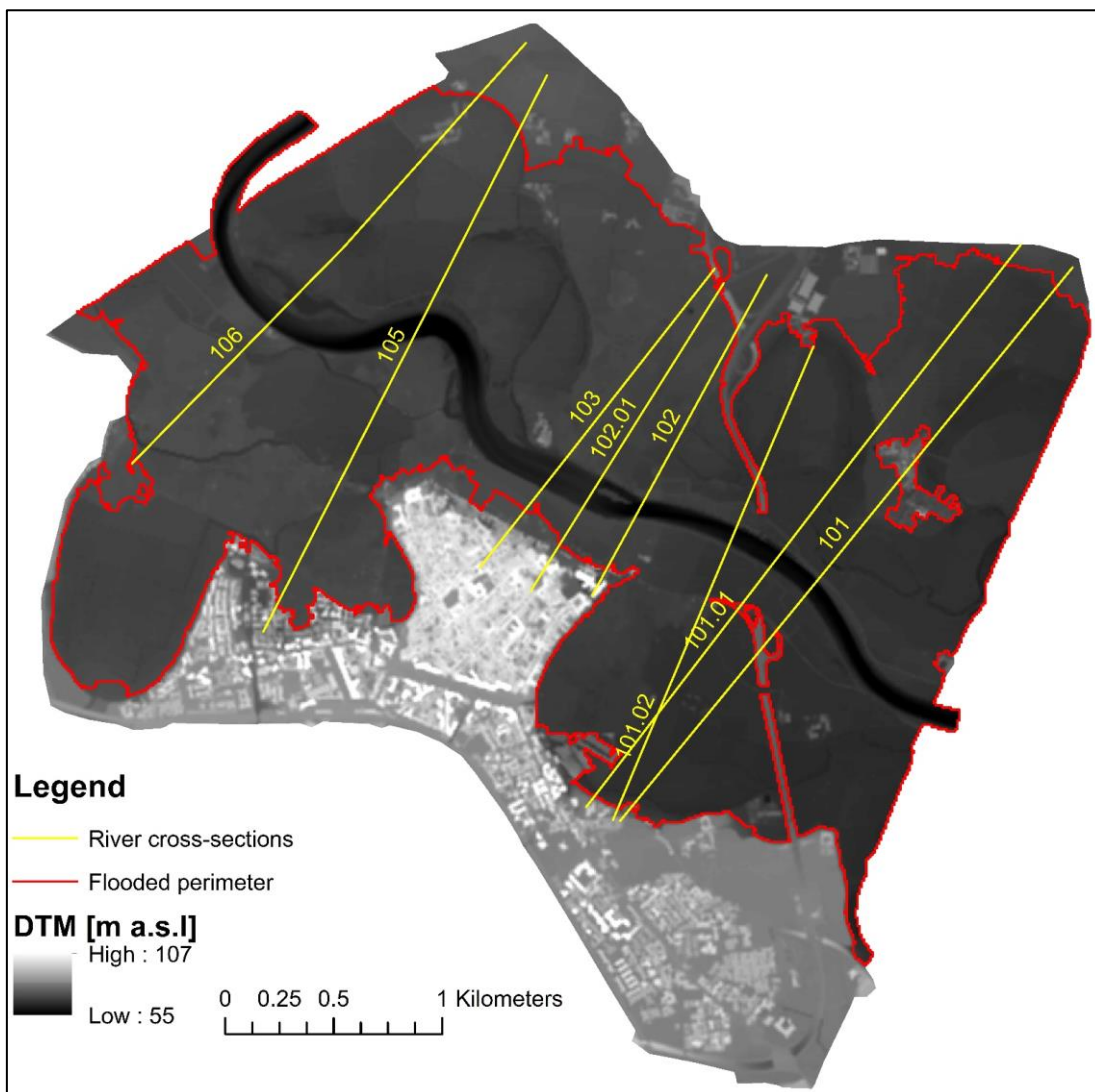 106
105
103
102.01
102
101
101.01
101.02
Legend
River cross-sections
Flooded perimeter
DTM [m a.s.l]
High : 107
Low : 55
0 0.25 0.5 1 Kilometers